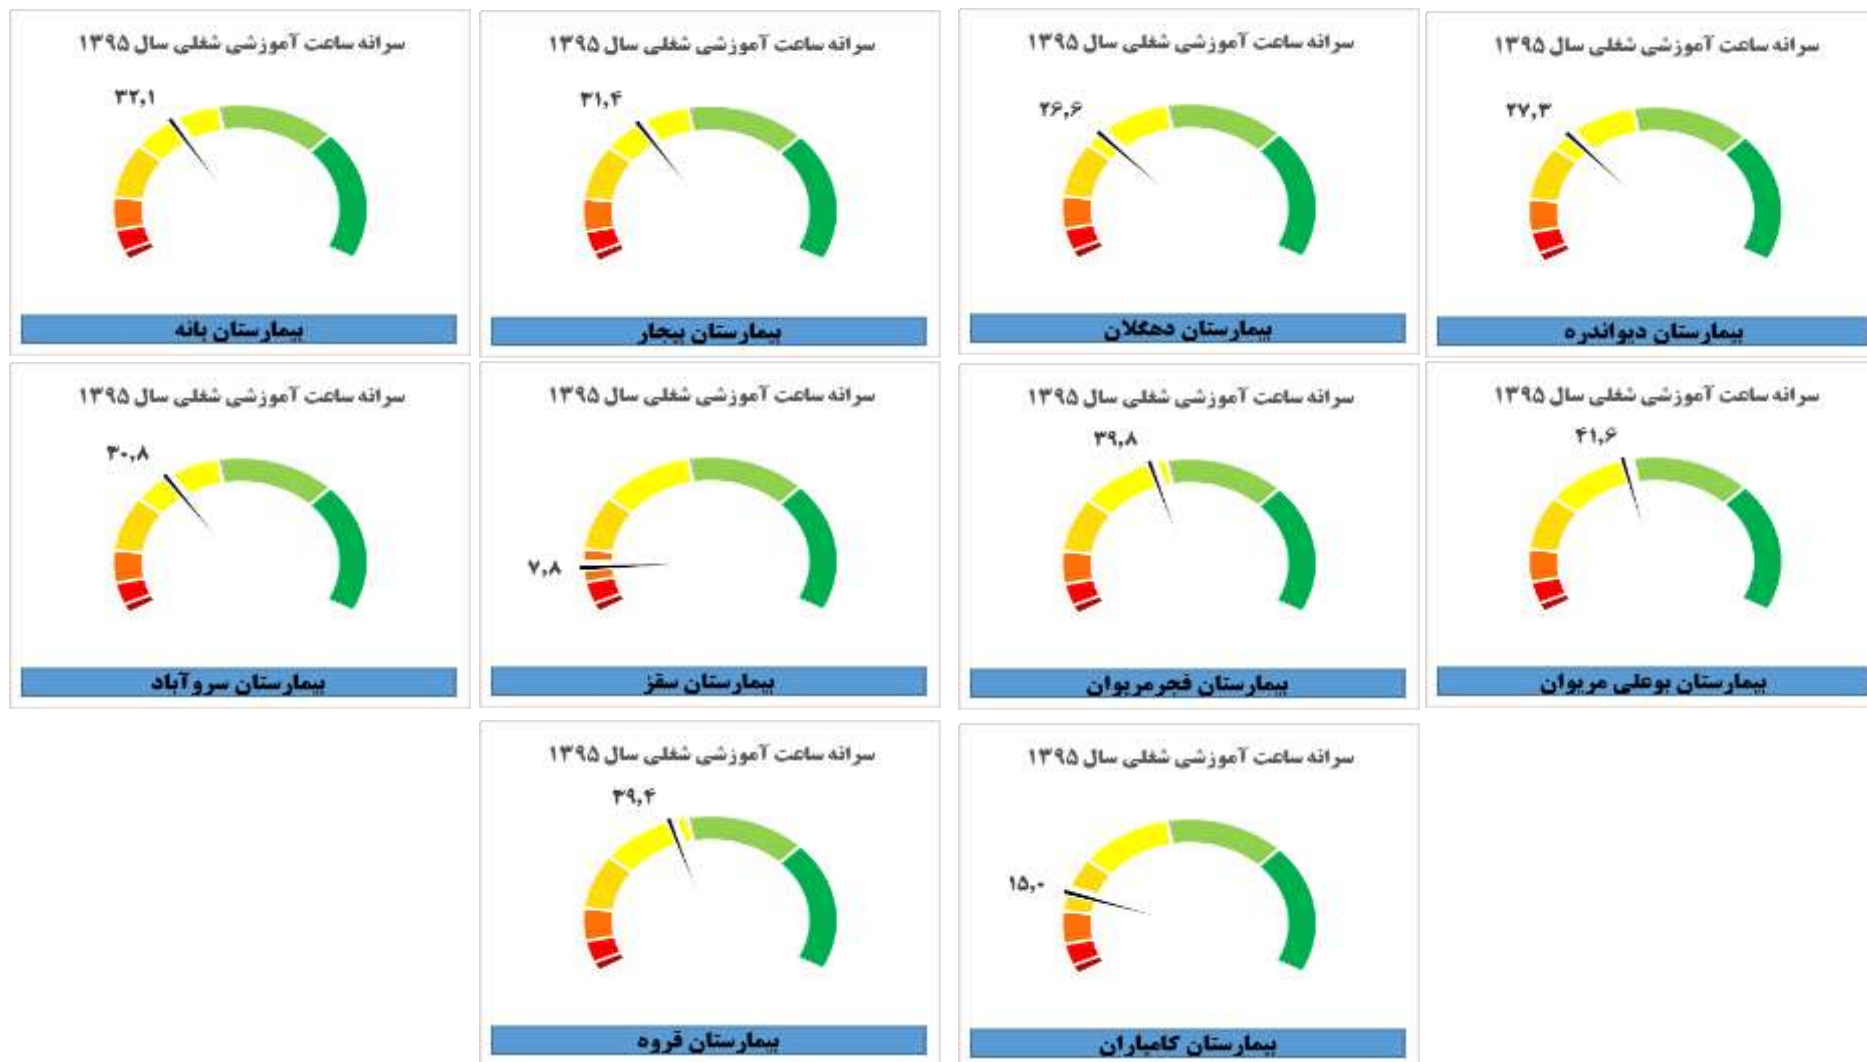 سرانه ساعت آموزشی شغلی سال ۱۳۹۵
۲۷,۳
بیمارستان دیواندره
سرانه ساعت آموزشی شغلی سال ۱۳۹۵
۲۶,۶
بیمارستان دهگلان
سرانه ساعت آموزشی شغلی سال ۱۳۹۵
۳۱,۴
بیمارستان بیجار
سرانه ساعت آموزشی شغلی سال ۱۳۹۵
۳۲,۱
بیمارستان بانه
سرانه ساعت آموزشی شغلی سال ۱۳۹۵
۴۱,۶
بیمارستان بوعلی مریوان
سرانه ساعت آموزشی شغلی سال ۱۳۹۵
۳۹,۸
بیمارستان فجرمریوان
سرانه ساعت آموزشی شغلی سال ۱۳۹۵
۷,۸
بیمارستان سقز
سرانه ساعت آموزشی شغلی سال ۱۳۹۵
۳۰,۸
بیمارستان سروآباد
سرانه ساعت آموزشی شغلی سال ۱۳۹۵
۱۵,۰
بیمارستان کامیاران
سرانه ساعت آموزشی شغلی سال ۱۳۹۵
۳۹,۴
بیمارستان قروه